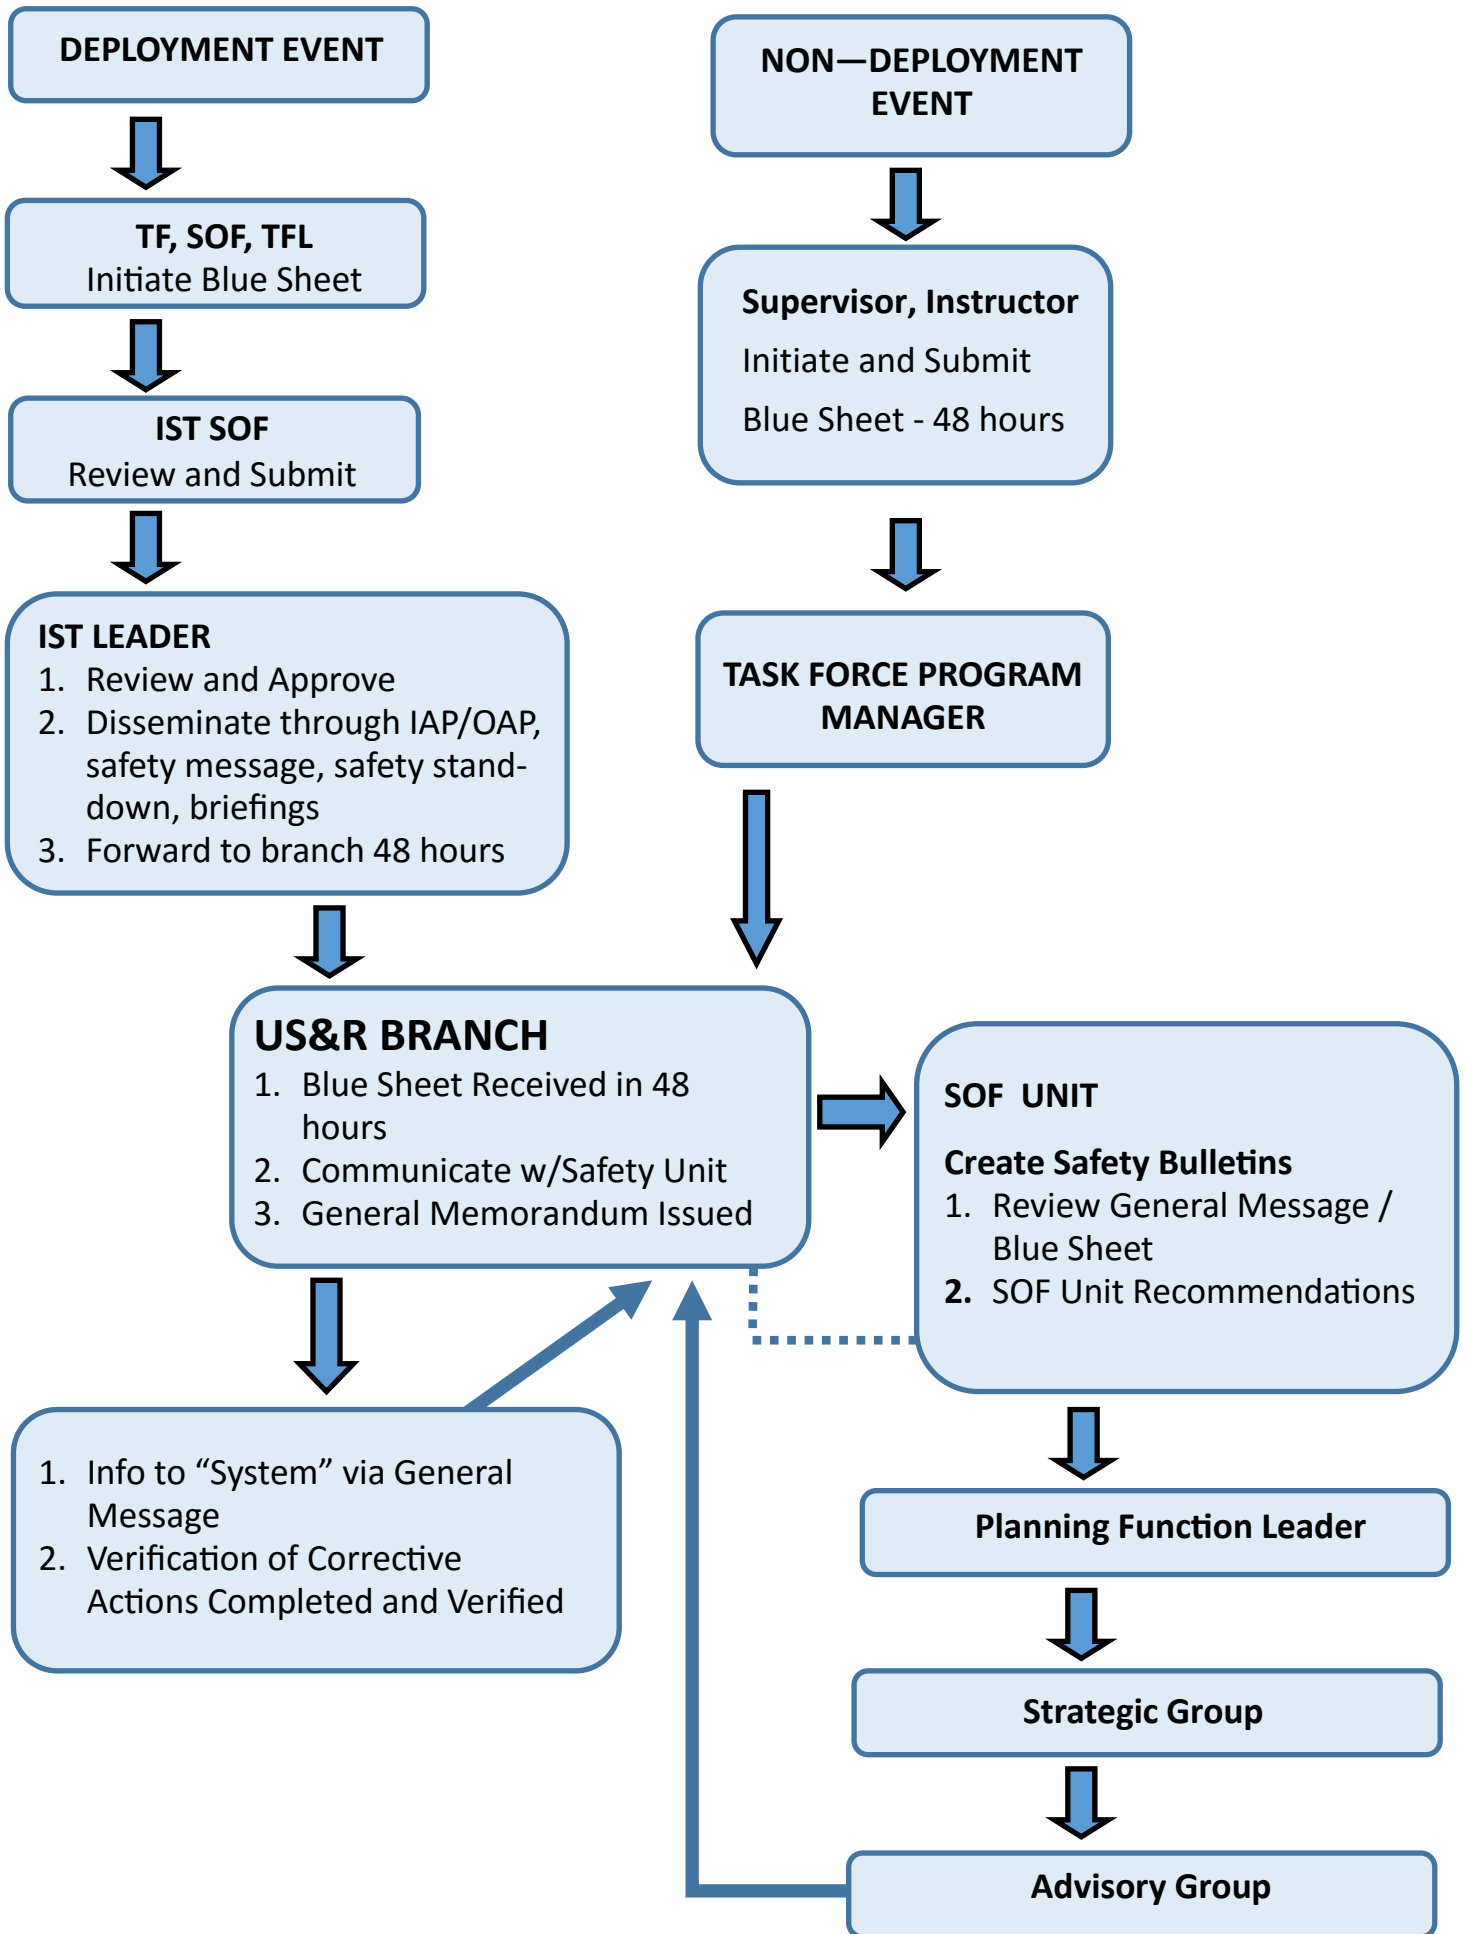 DEPLOYMENT EVENT
TF, SOF, TFL
Initiate Blue Sheet
IST SOF
Review and Submit
IST LEADER
1. Review and Approve
2. Disseminate through IAP/OAP,
safety message, safety stand-
down, briefings
3. Forward to branch 48 hours
NON—DEPLOYMENT
EVENT
Supervisor, Instructor
Initiate and Submit
Blue Sheet - 48 hours
TASK FORCE PROGRAM
MANAGER
US&R BRANCH
1. Blue Sheet Received in 48
hours
2. Communicate w/Safety Unit
3. General Memorandum Issued
1. Info to “System” via General
Message
2. Verification of Corrective
Actions Completed and Verified
SOF UNIT
Create Safety Bulletins
1. Review General Message /
Blue Sheet
2. SOF Unit Recommendations
Planning Function Leader
Strategic Group
Advisory Group